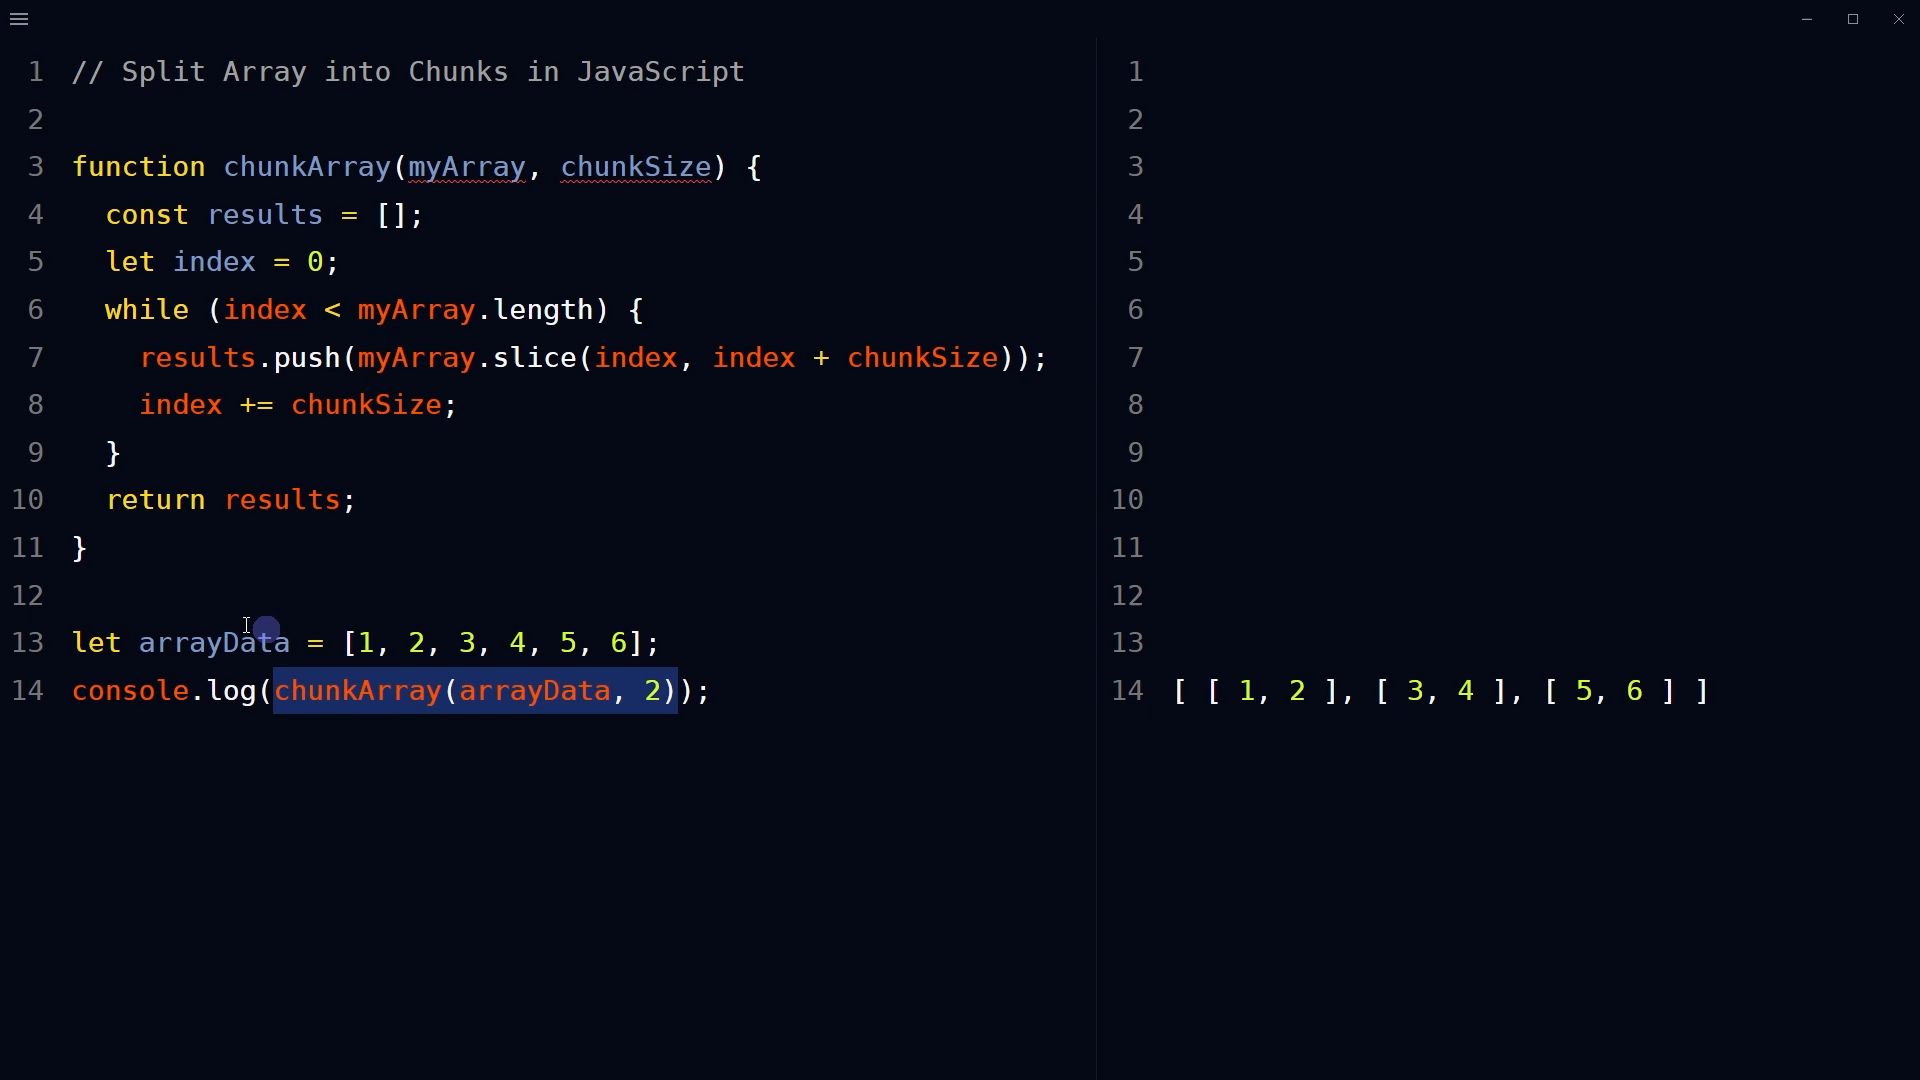 1 // Split Array into Chunks in JavaScript
2
3 function chunkArray(myArray, chunkSize) {
4   const results = [];
5   let index = 0;
6   while (index < myArray.length) {
7     results.push(myArray.slice(index, index + chunkSize));
8     index += chunkSize;
9   }
10   return results;
11 }
12
13 let arrayData = [1, 2, 3, 4, 5, 6];
14 console.log(chunkArray(arrayData, 2));
1
2
3
4
5
6
7
8
9
10
11
12
13
14 [ [ 1, 2 ], [ 3, 4 ], [ 5, 6 ] ]